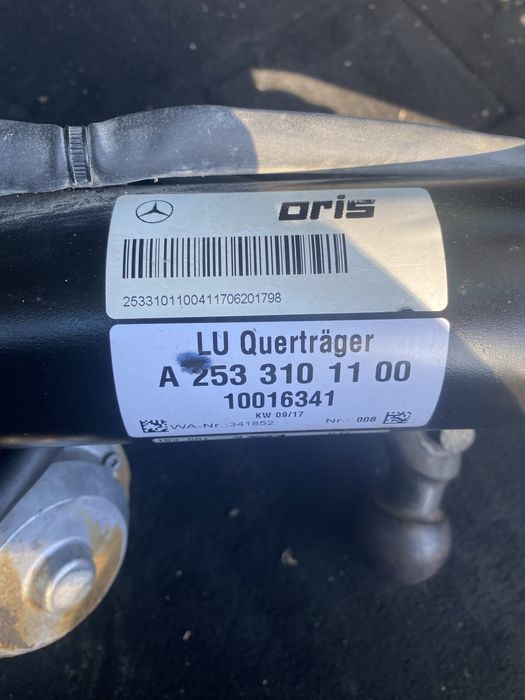 oris
2533101100411706201798
LU Querträger
A 253 310 11 00
10016341
KW 09/17
WA-Nr.:341852 Nr.: 008